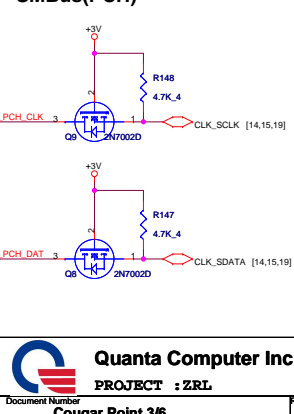 SMBus(PCH)
+3V
R148
4.7K_4
2
PCH_CLK 3 1 CLK_SCLK [14,15,19]
Q9 2N7002D
+3V
R147
4.7K_4
2
PCH_DAT 3 1 CLK_SDATA [14,15,19]
Q8 2N7002D
Quanta Computer Inc
PROJECT : ZRL
Document Number
Cougar Point 3/6